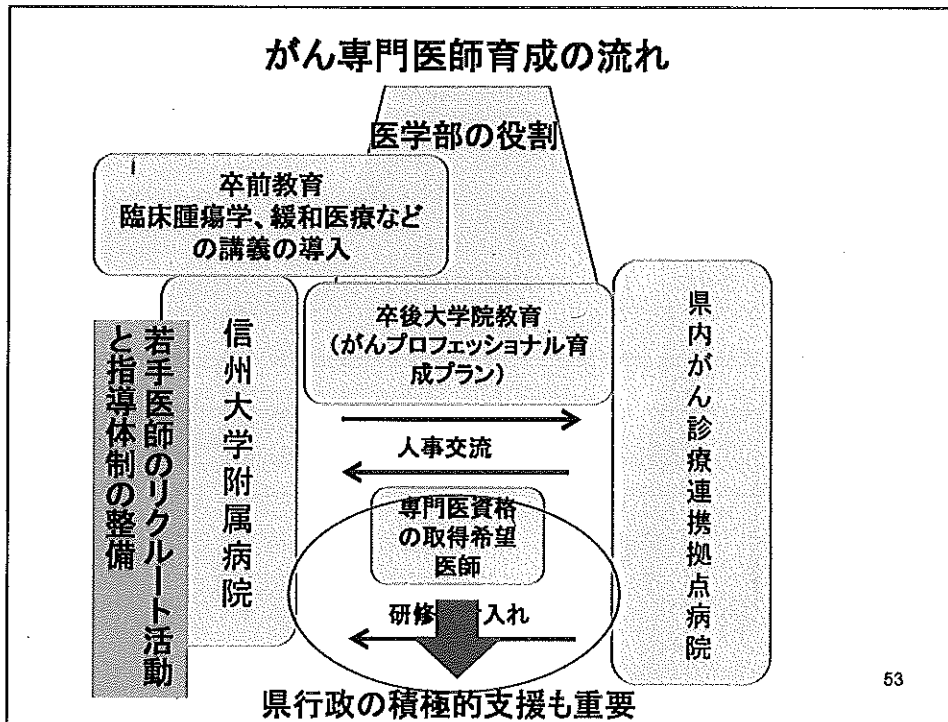 がん専門医師育成の流れ
医学部の役割
卒前教育
臨床腫瘍学、緩和医療など
の講義の導入
若手医師のリクルート活動
と指導体制の整備
信州大学附属病院
卒後大学院教育
(がんプロフェッショナル育
成プラン)
県内がん診療連携拠点病院
人事交流
専門医資格
の取得希望
医師
研修 入れ
県行政の積極的支援も重要
53